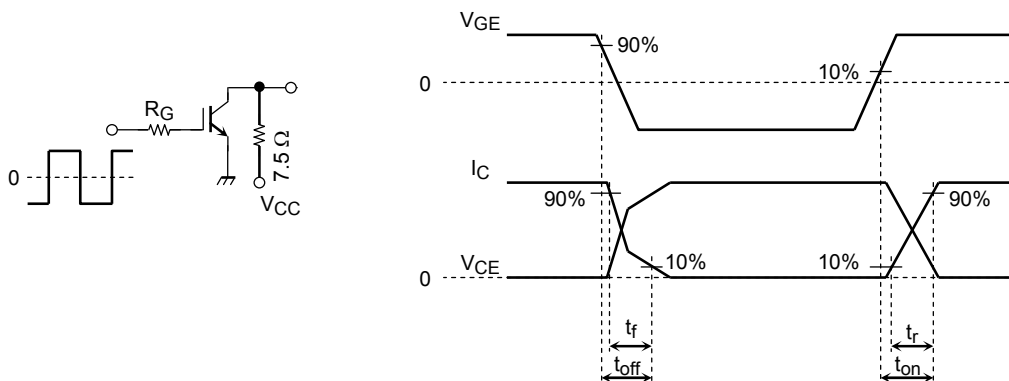 R_G
0
7.5 Ω
V_CC
V_GE
90%
0
10%
I_C
90%
90%
V_CE
10%
10%
0
t_f
t_r
t_off
t_on